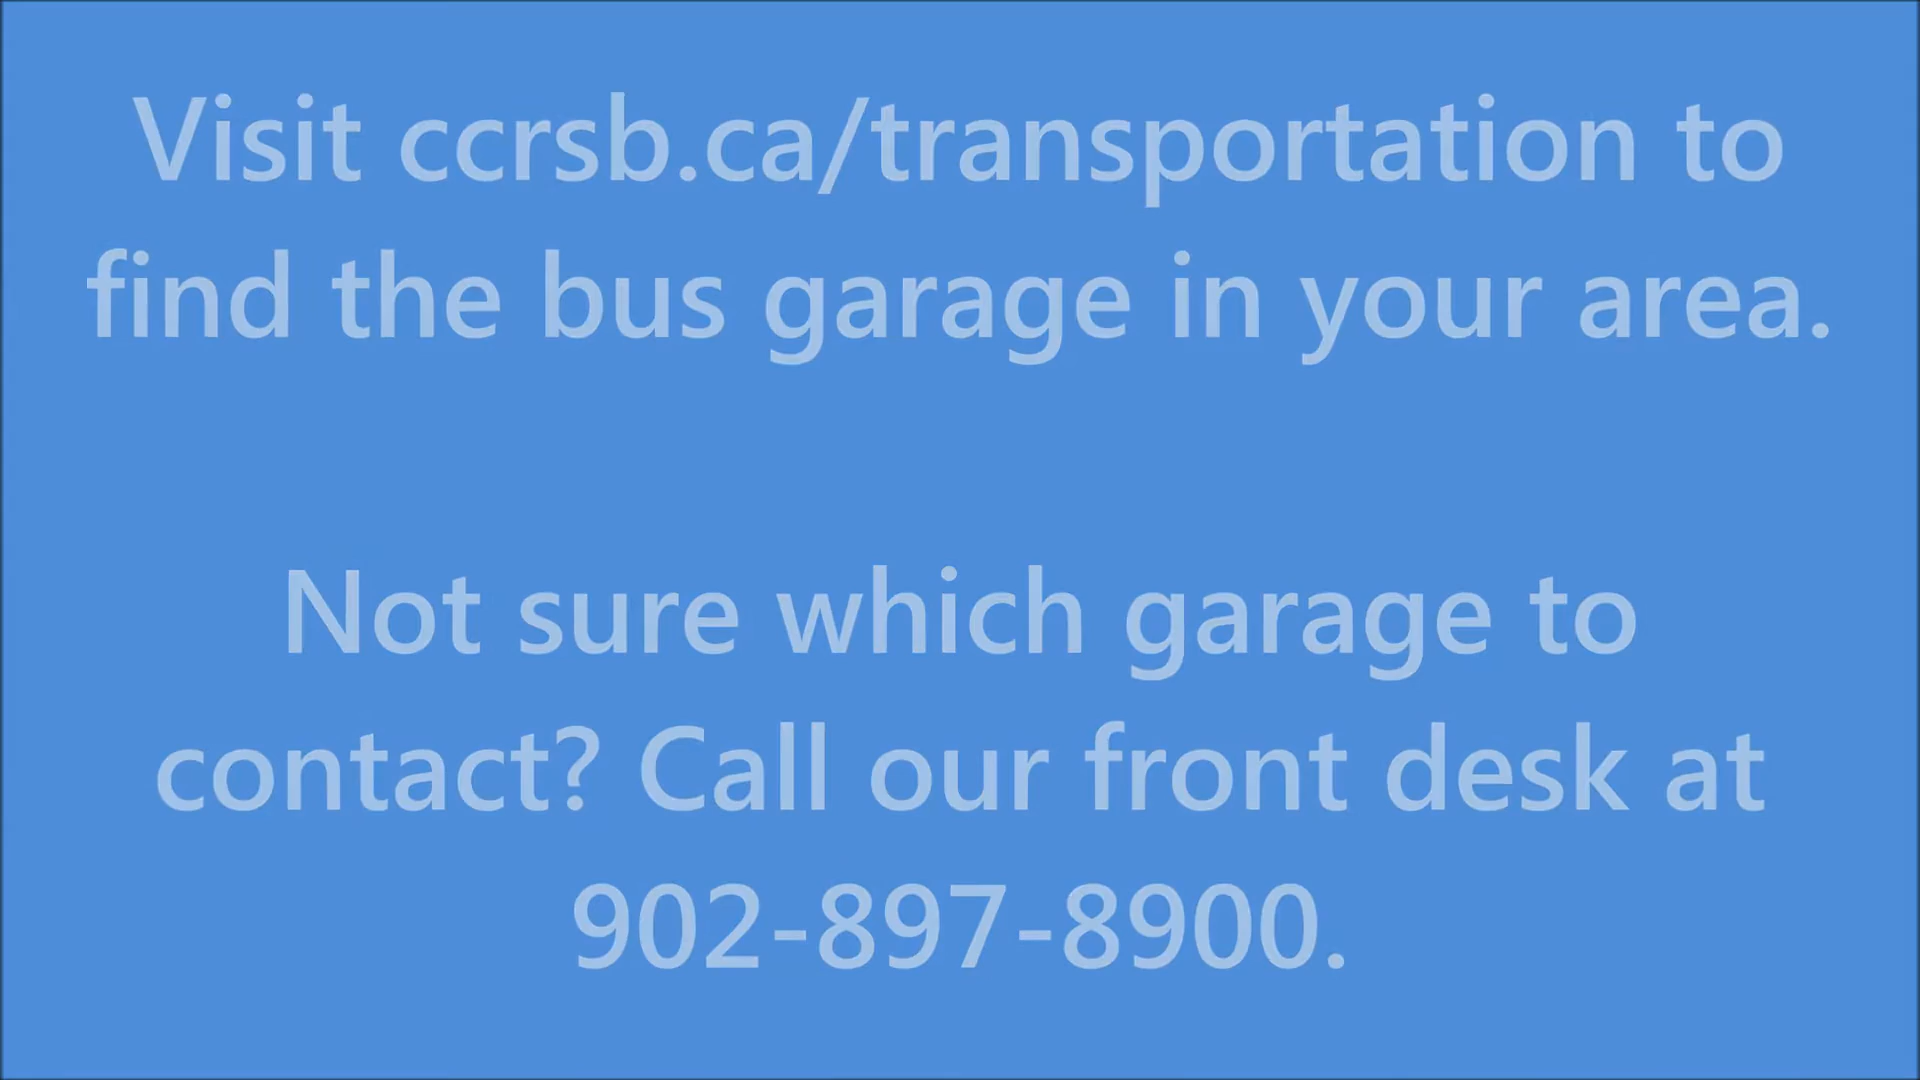 Visit ccrsb.ca/transportation to
find the bus garage in your area.
Not sure which garage to
contact? Call our front desk at
902-897-8900.